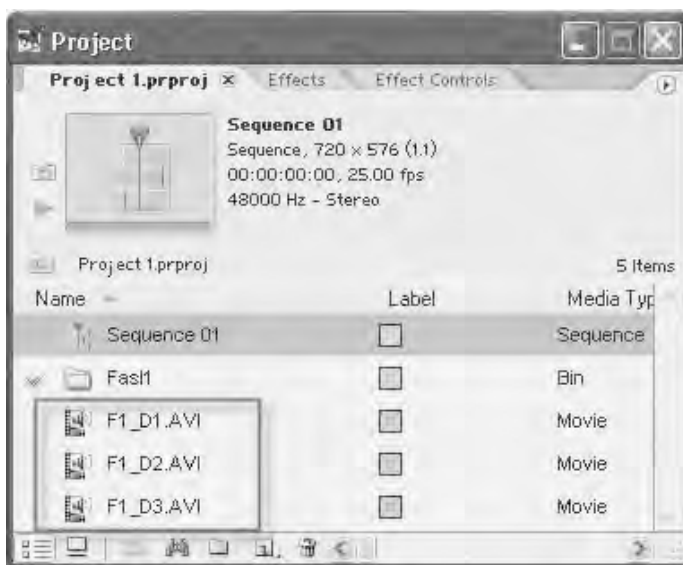 Project
Project 1.prproj × Effects Effect Controls
Sequence 01
Sequence, 720 × 576 (1.1)
00:00:00:00, 25.00 fps
48000 Hz - Stereo
Project 1.prproj 5 Items
Name Label Media Typ
Sequence 01 Sequence
Fasl1 Bin
F1_D1.AVI Movie
F1_D2.AVI Movie
F1_D3.AVI Movie